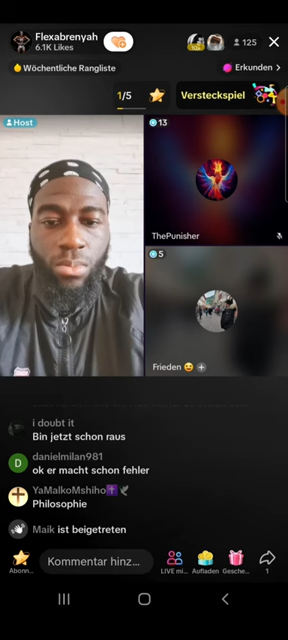 Flexabrenyah
6.1K Likes
125
Wöchentliche Rangliste
Erkunden >
1/5
Versteckspiel
Host
13
ThePunisher
5
Frieden
i doubt it
Bin jetzt schon raus
D
danielmilan981
ok er macht schon fehler
YaMalkoMshiho
Philosophie
Maik ist beigetreten
Kommentar hinz...
Abonn...
LIVE mi...
Aufladen
Gesche...
1